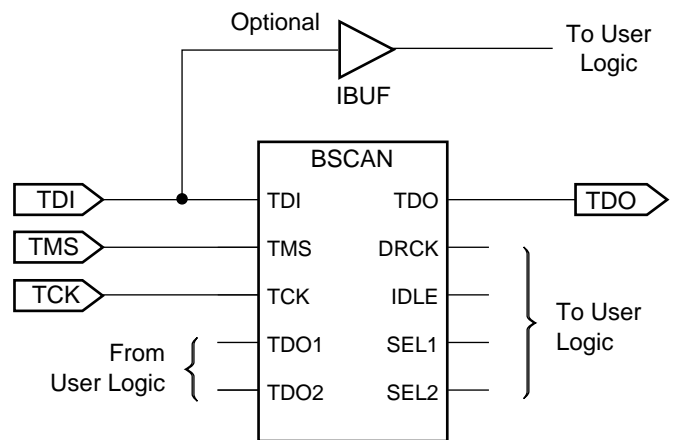 Optional
To User
Logic
IBUF
BSCAN
TDI
TDI
TDO
TDO
TMS
TMS
DRCK
TCK
TCK
IDLE
To User
Logic
From
User Logic
TDO1
SEL1
TDO2
SEL2